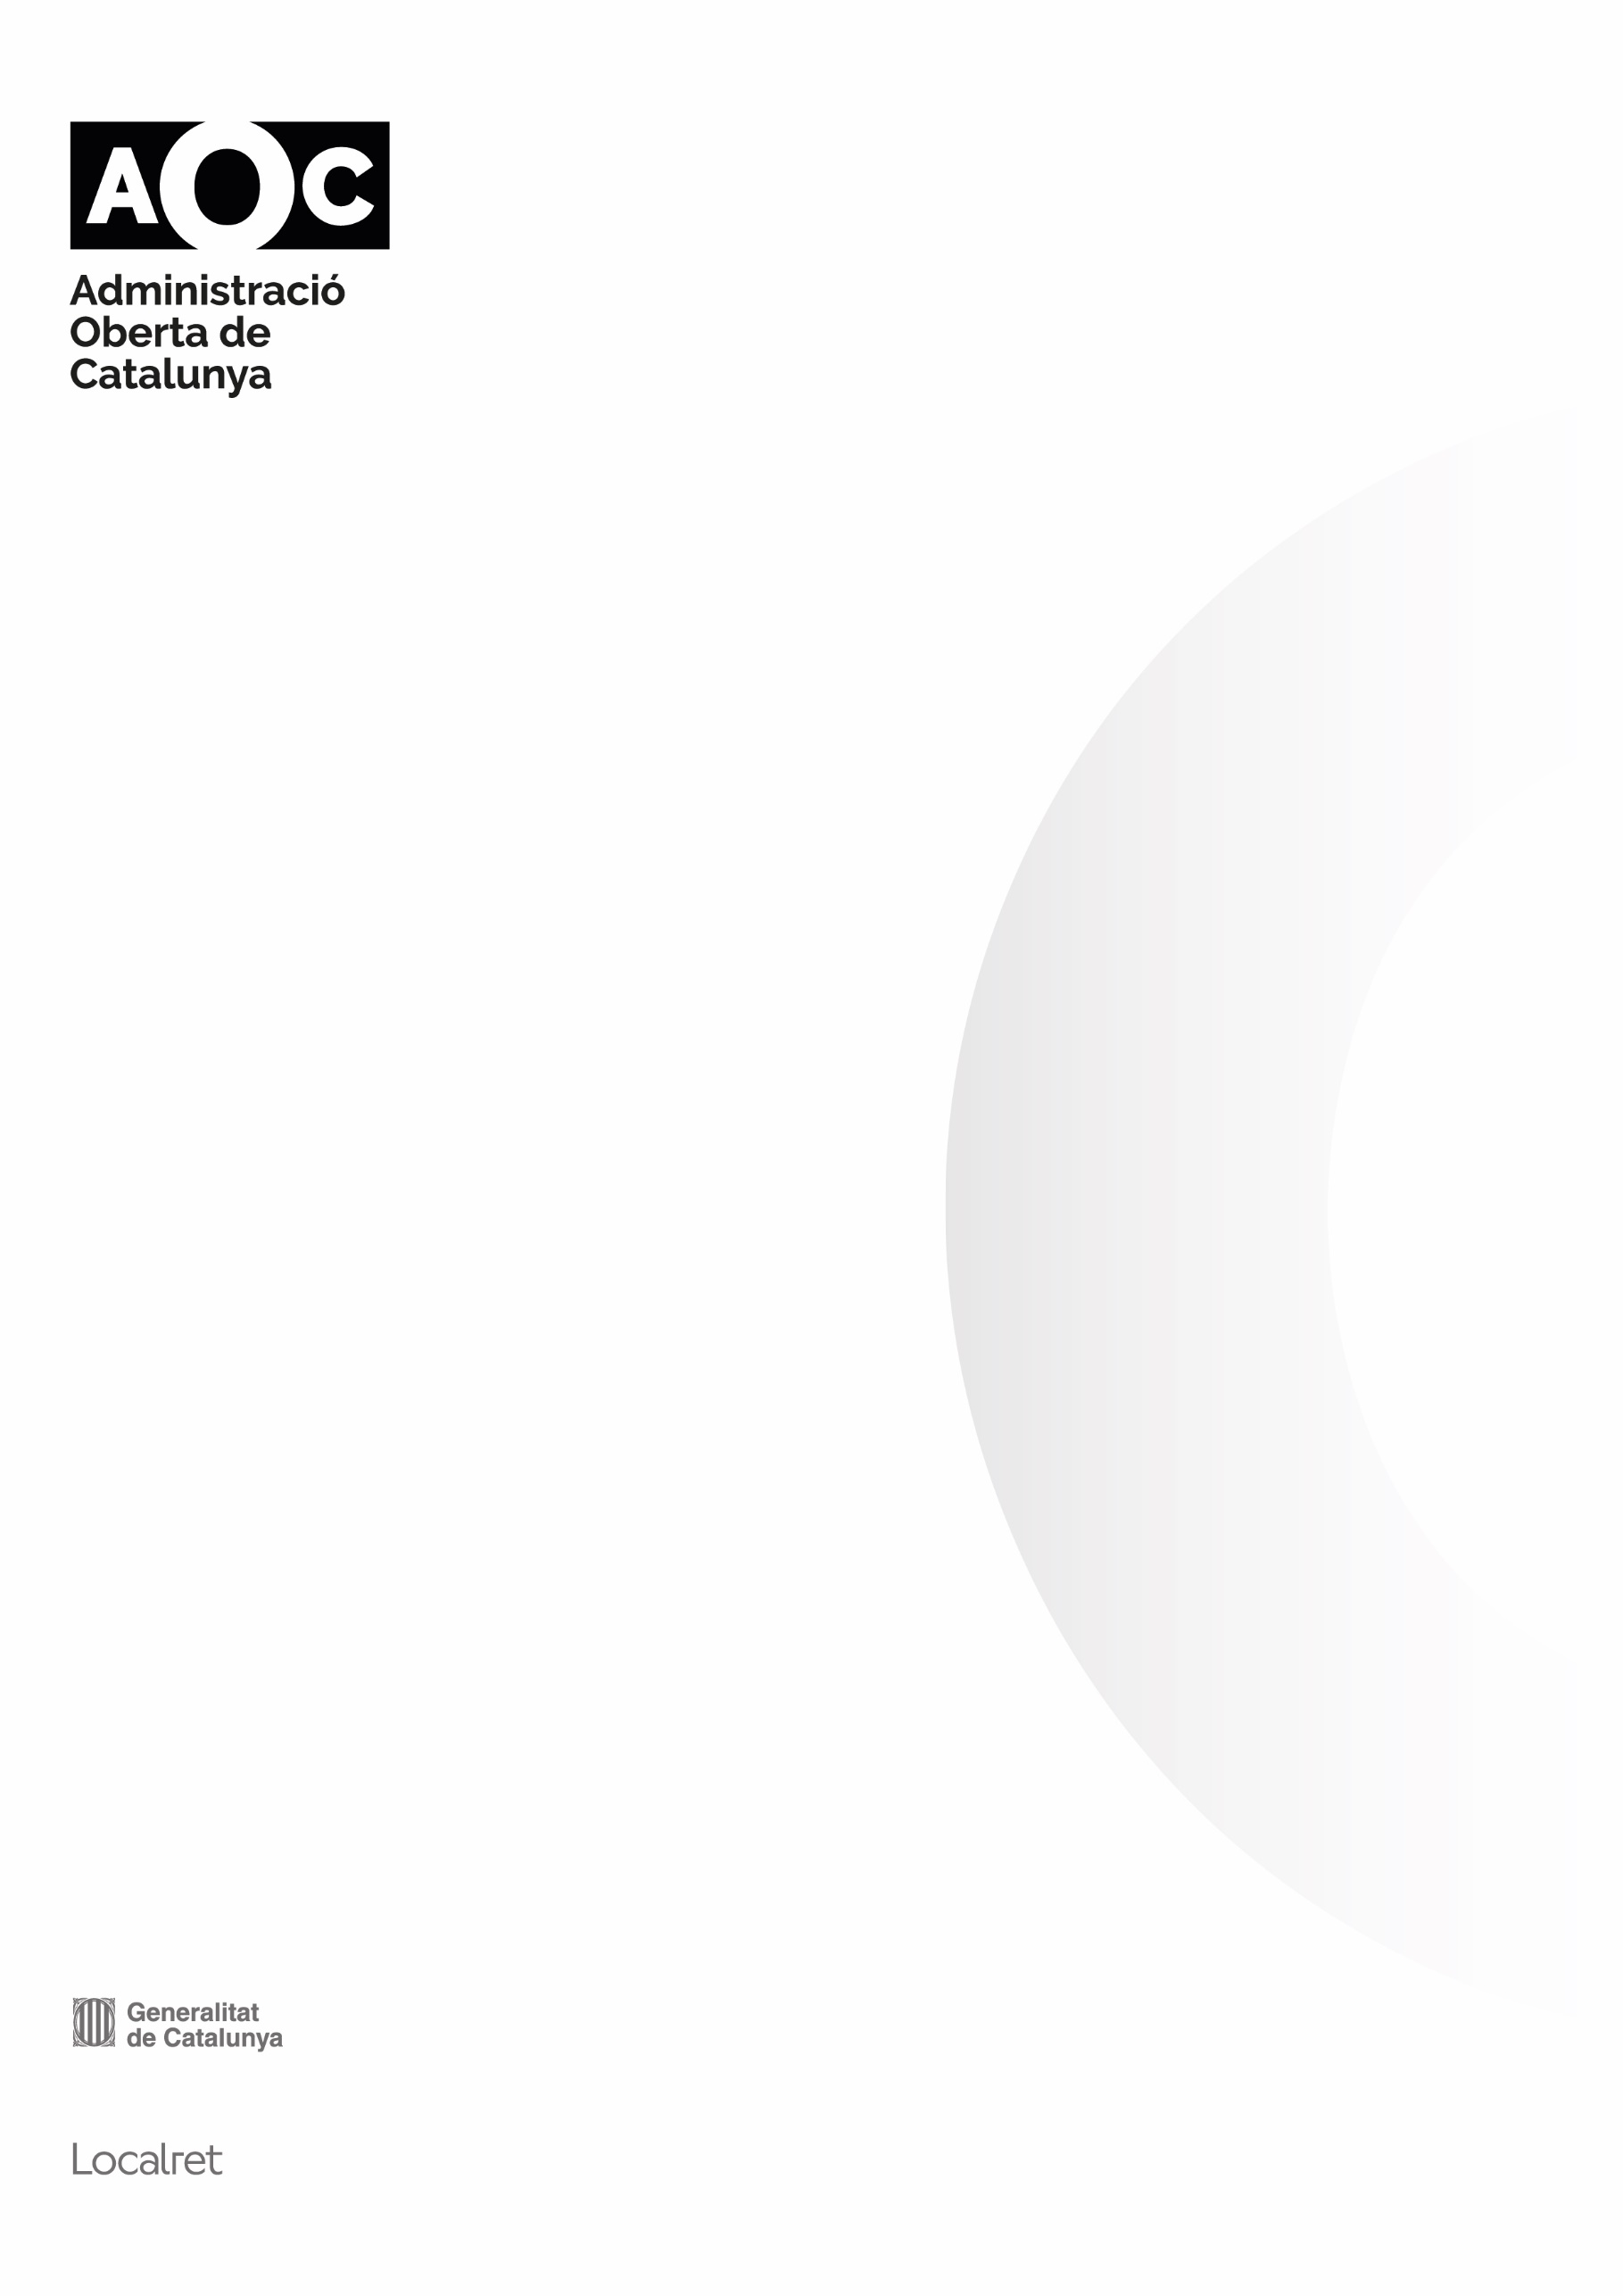 AOC
Administració
Oberta de
Catalunya
Generalitat
de Catalunya
Localret